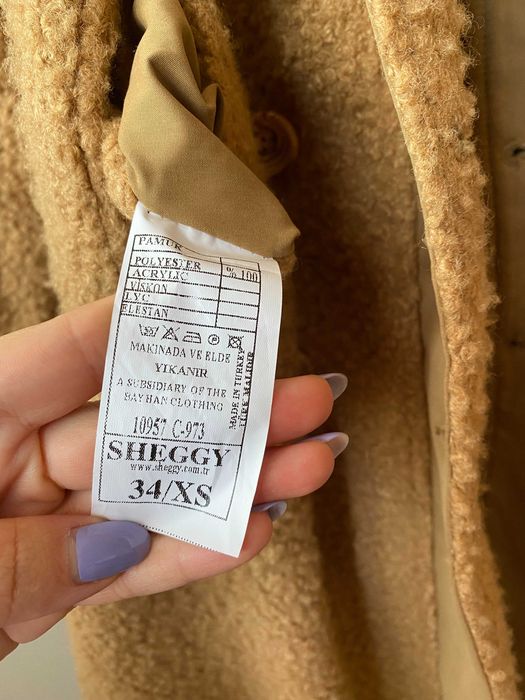 PAMUK
POLYESTER % 100
ACRYLIC
VISKON
LYC
ELESTAN
MAKINADA VE ELDE
YIKANIR
A SUBSIDIARY OF THE
BAYHAN CLOTHING
MADE IN TURKEY
TÜRK MALIDIR
10957 C-973
SHEGGY
www.sheggy.com.tr
34/XS